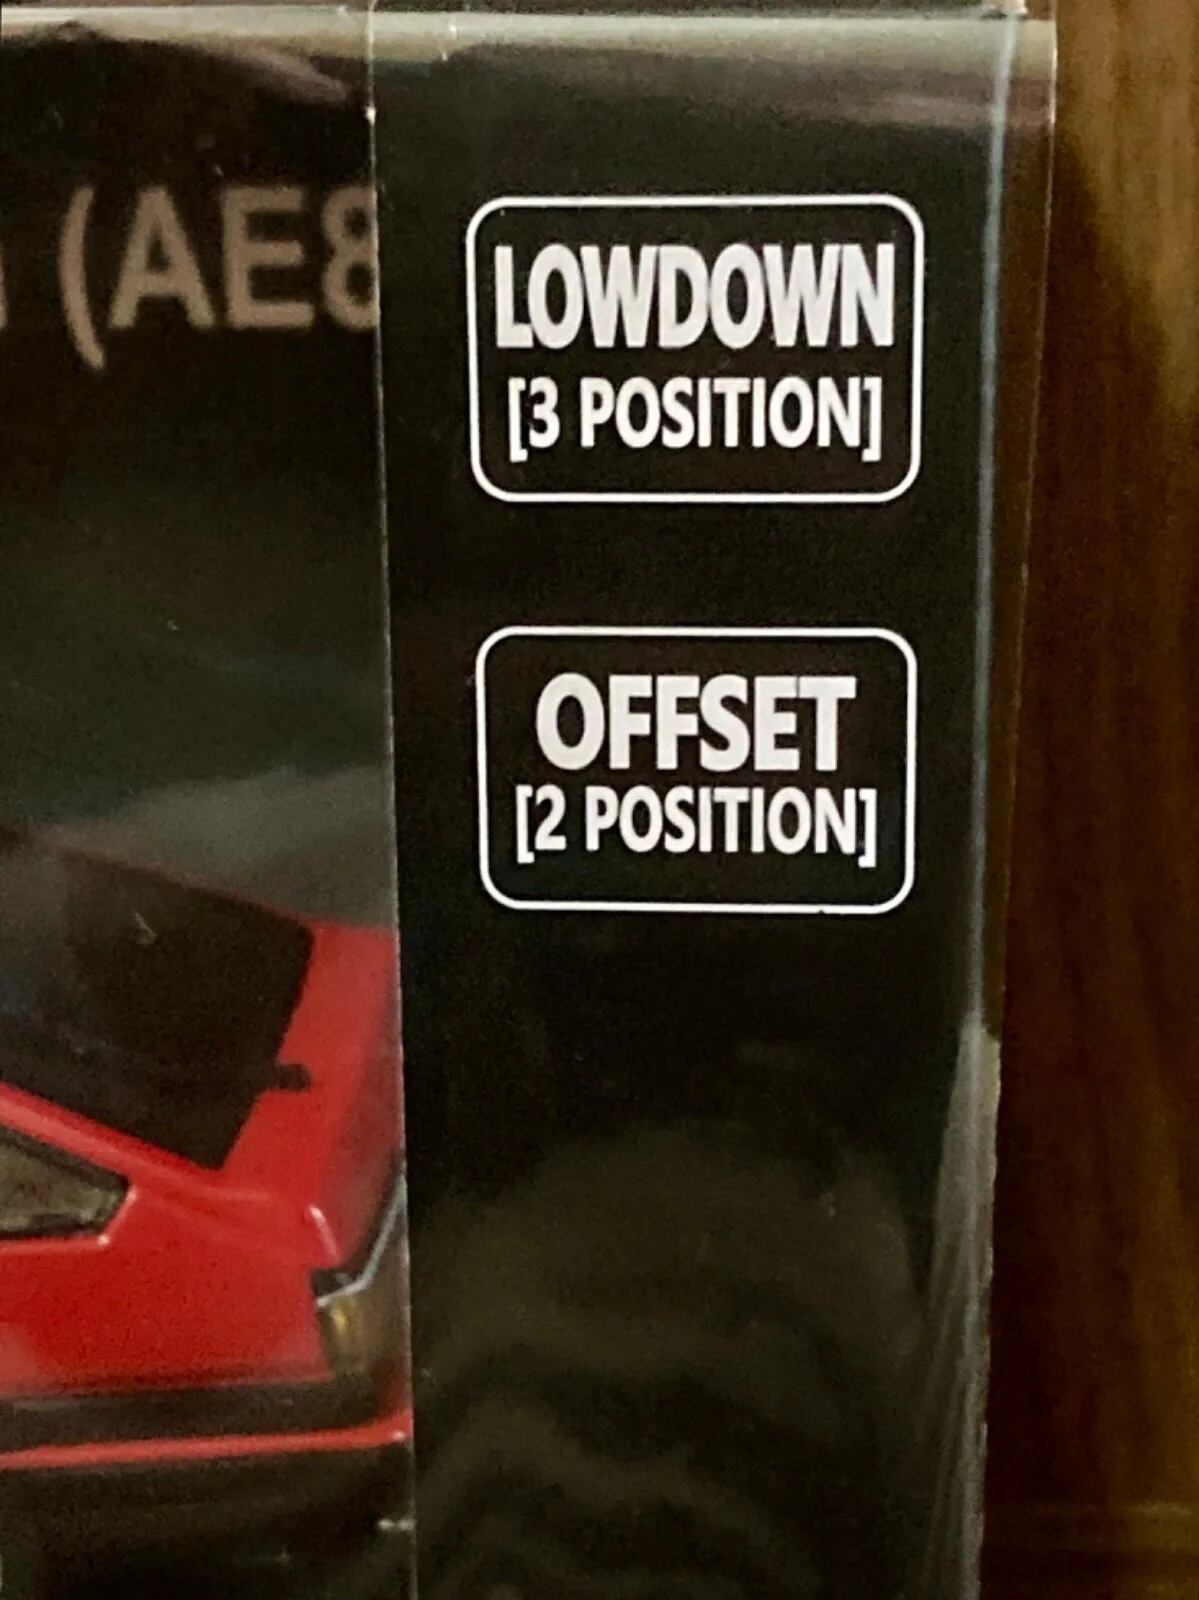 (AE8
LOWDOWN
[3 POSITION]
OFFSET
[2 POSITION]